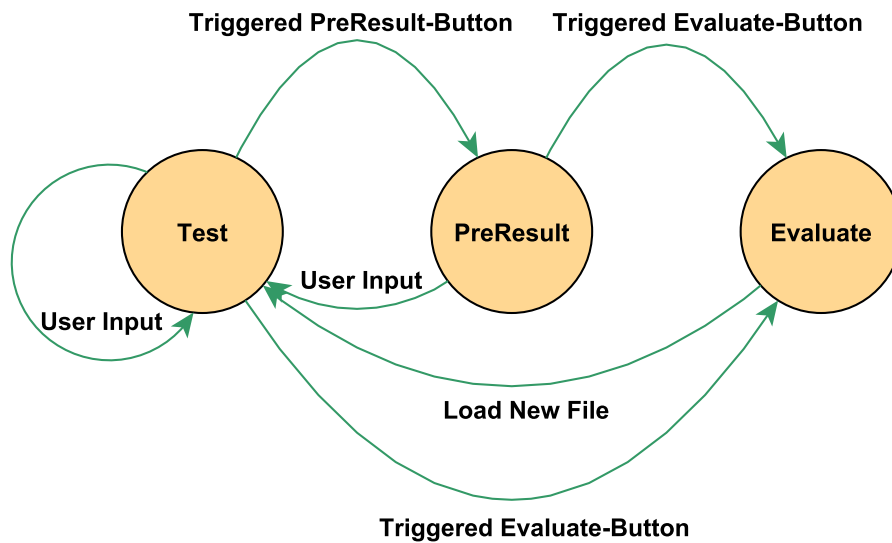 Triggered PreResult-Button
Triggered Evaluate-Button
Test
PreResult
Evaluate
User Input
User Input
Load New File
Triggered Evaluate-Button